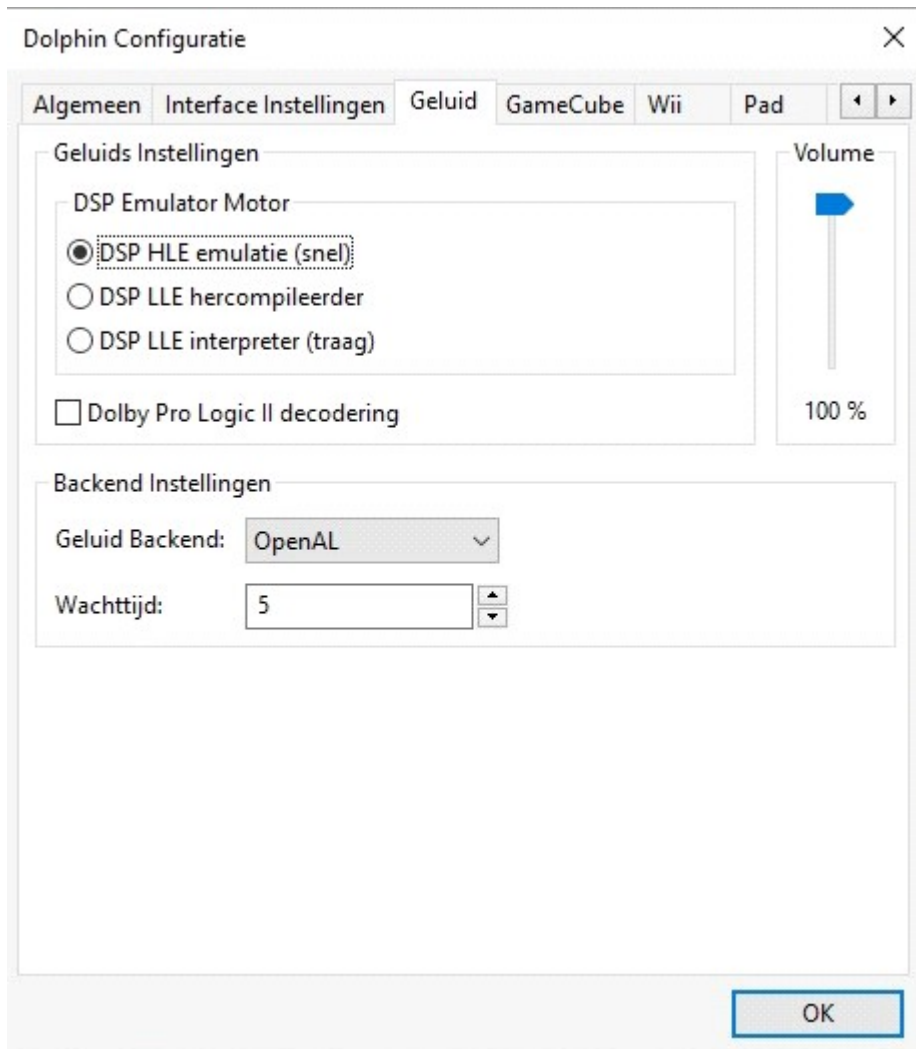 Dolphin Configuratie
Algemeen Interface Instellingen Geluid GameCube Wii Pad
Geluids Instellingen
DSP Emulator Motor
DSP HLE emulatie (snel)
DSP LLE hercompileerder
DSP LLE interpreter (traag)
Dolby Pro Logic II decodering
Volume
100 %
Backend Instellingen
Geluid Backend: OpenAL
Wachttijd: 5
OK